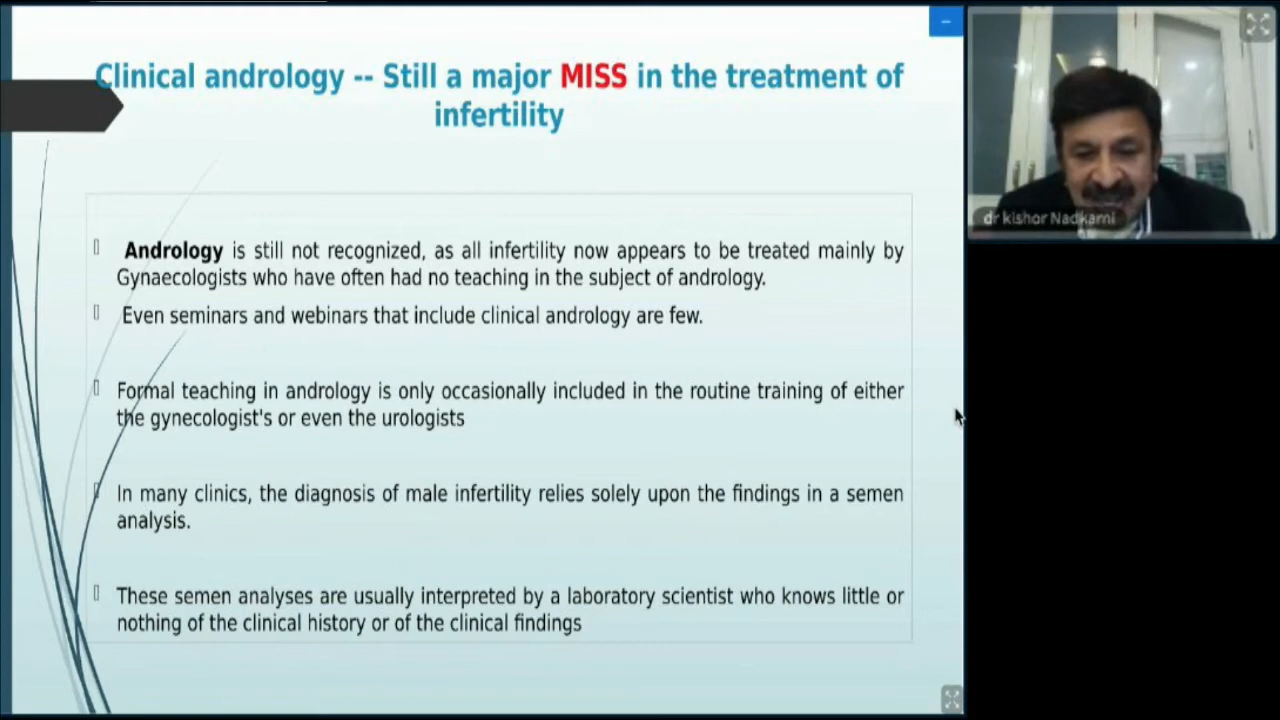 Clinical andrology -- Still a major MISS in the treatment of
infertility
Andrology is still not recognized, as all infertility now appears to be treated mainly by
Gynaecologists who have often had no teaching in the subject of andrology.
Even seminars and webinars that include clinical andrology are few.
Formal teaching in andrology is only occasionally included in the routine training of either
the gynecologist's or even the urologists
In many clinics, the diagnosis of male infertility relies solely upon the findings in a semen
analysis.
These semen analyses are usually interpreted by a laboratory scientist who knows little or
nothing of the clinical history or of the clinical findings
dr kishor Nadkarni